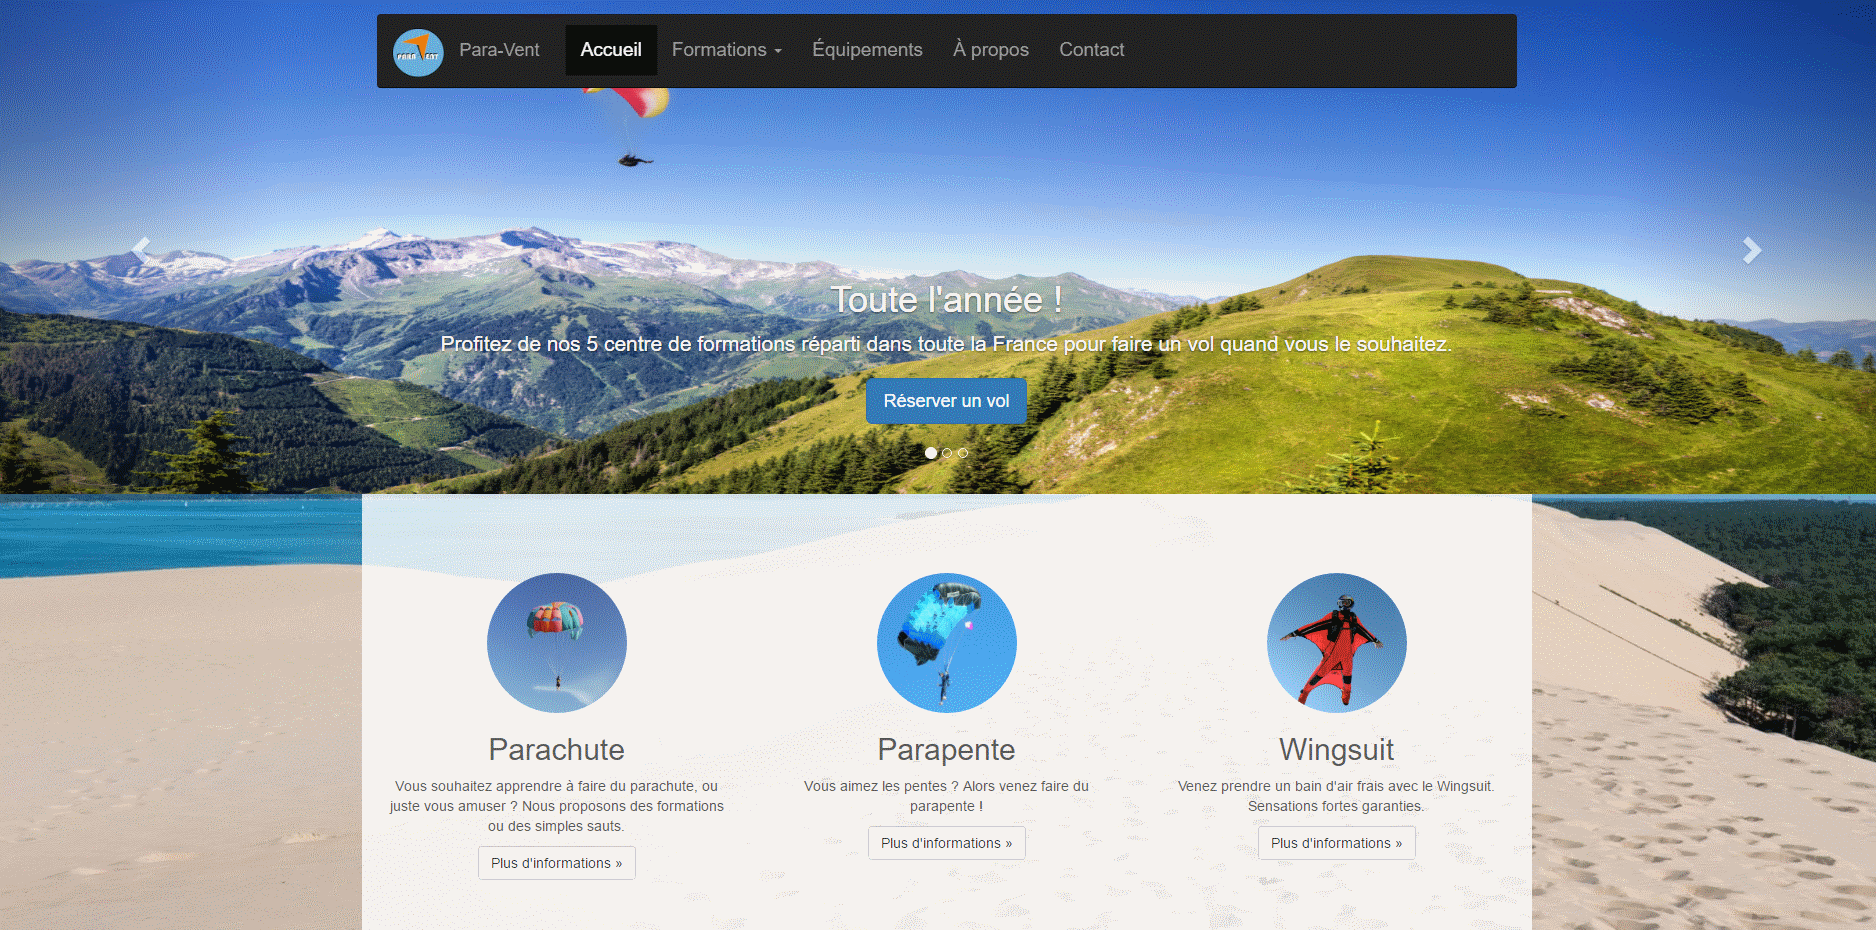 PARA VENT
Para-Vent
Accueil
Formations
Équipements
À propos
Contact
Toute l'année !
Profitez de nos 5 centre de formations réparti dans toute la France pour faire un vol quand vous le souhaitez.
Réserver un vol
Parachute
Vous souhaitez apprendre à faire du parachute, ou
juste vous amuser ? Nous proposons des formations
ou des simples sauts.
Plus d'informations »
Parapente
Vous aimez les pentes ? Alors venez faire du
parapente !
Plus d'informations »
Wingsuit
Venez prendre un bain d'air frais avec le Wingsuit.
Sensations fortes garanties.
Plus d'informations »